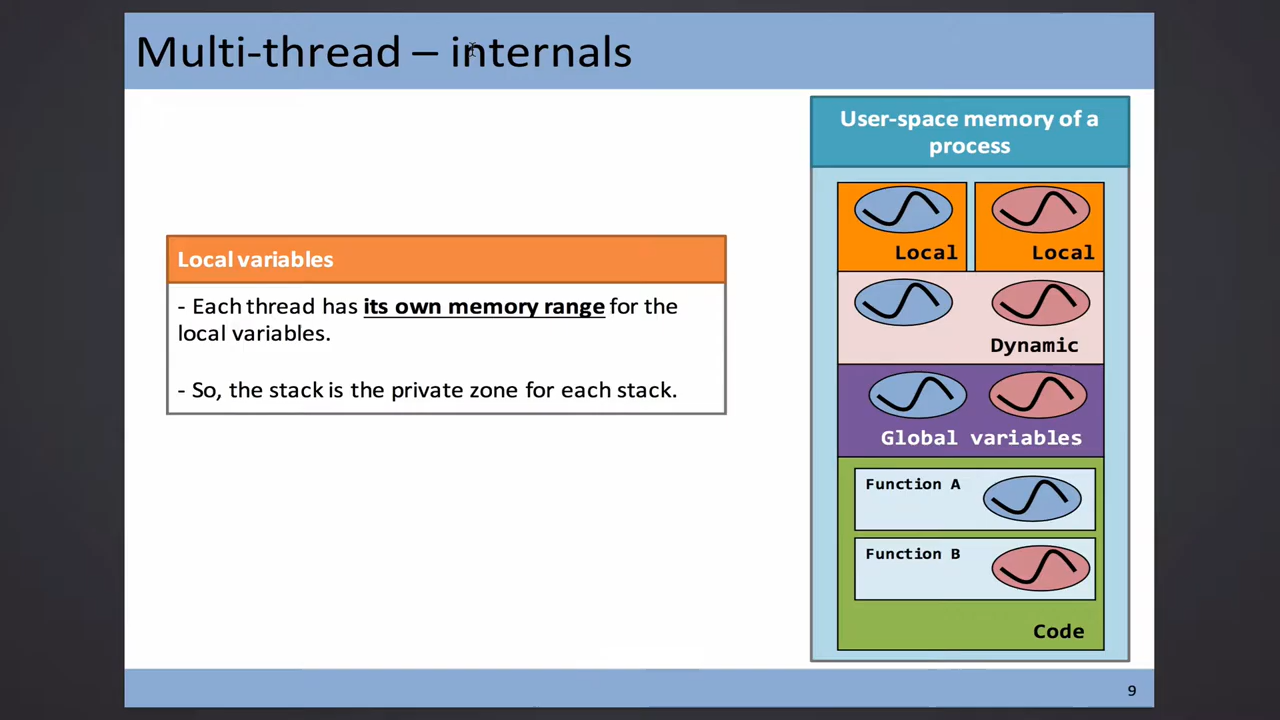 Multi-thread – internals
User-space memory of a
process
Local variables
- Each thread has its own memory range for the
local variables.
- So, the stack is the private zone for each stack.
Local
Local
Dynamic
Global variables
Function A
Function B
Code
9